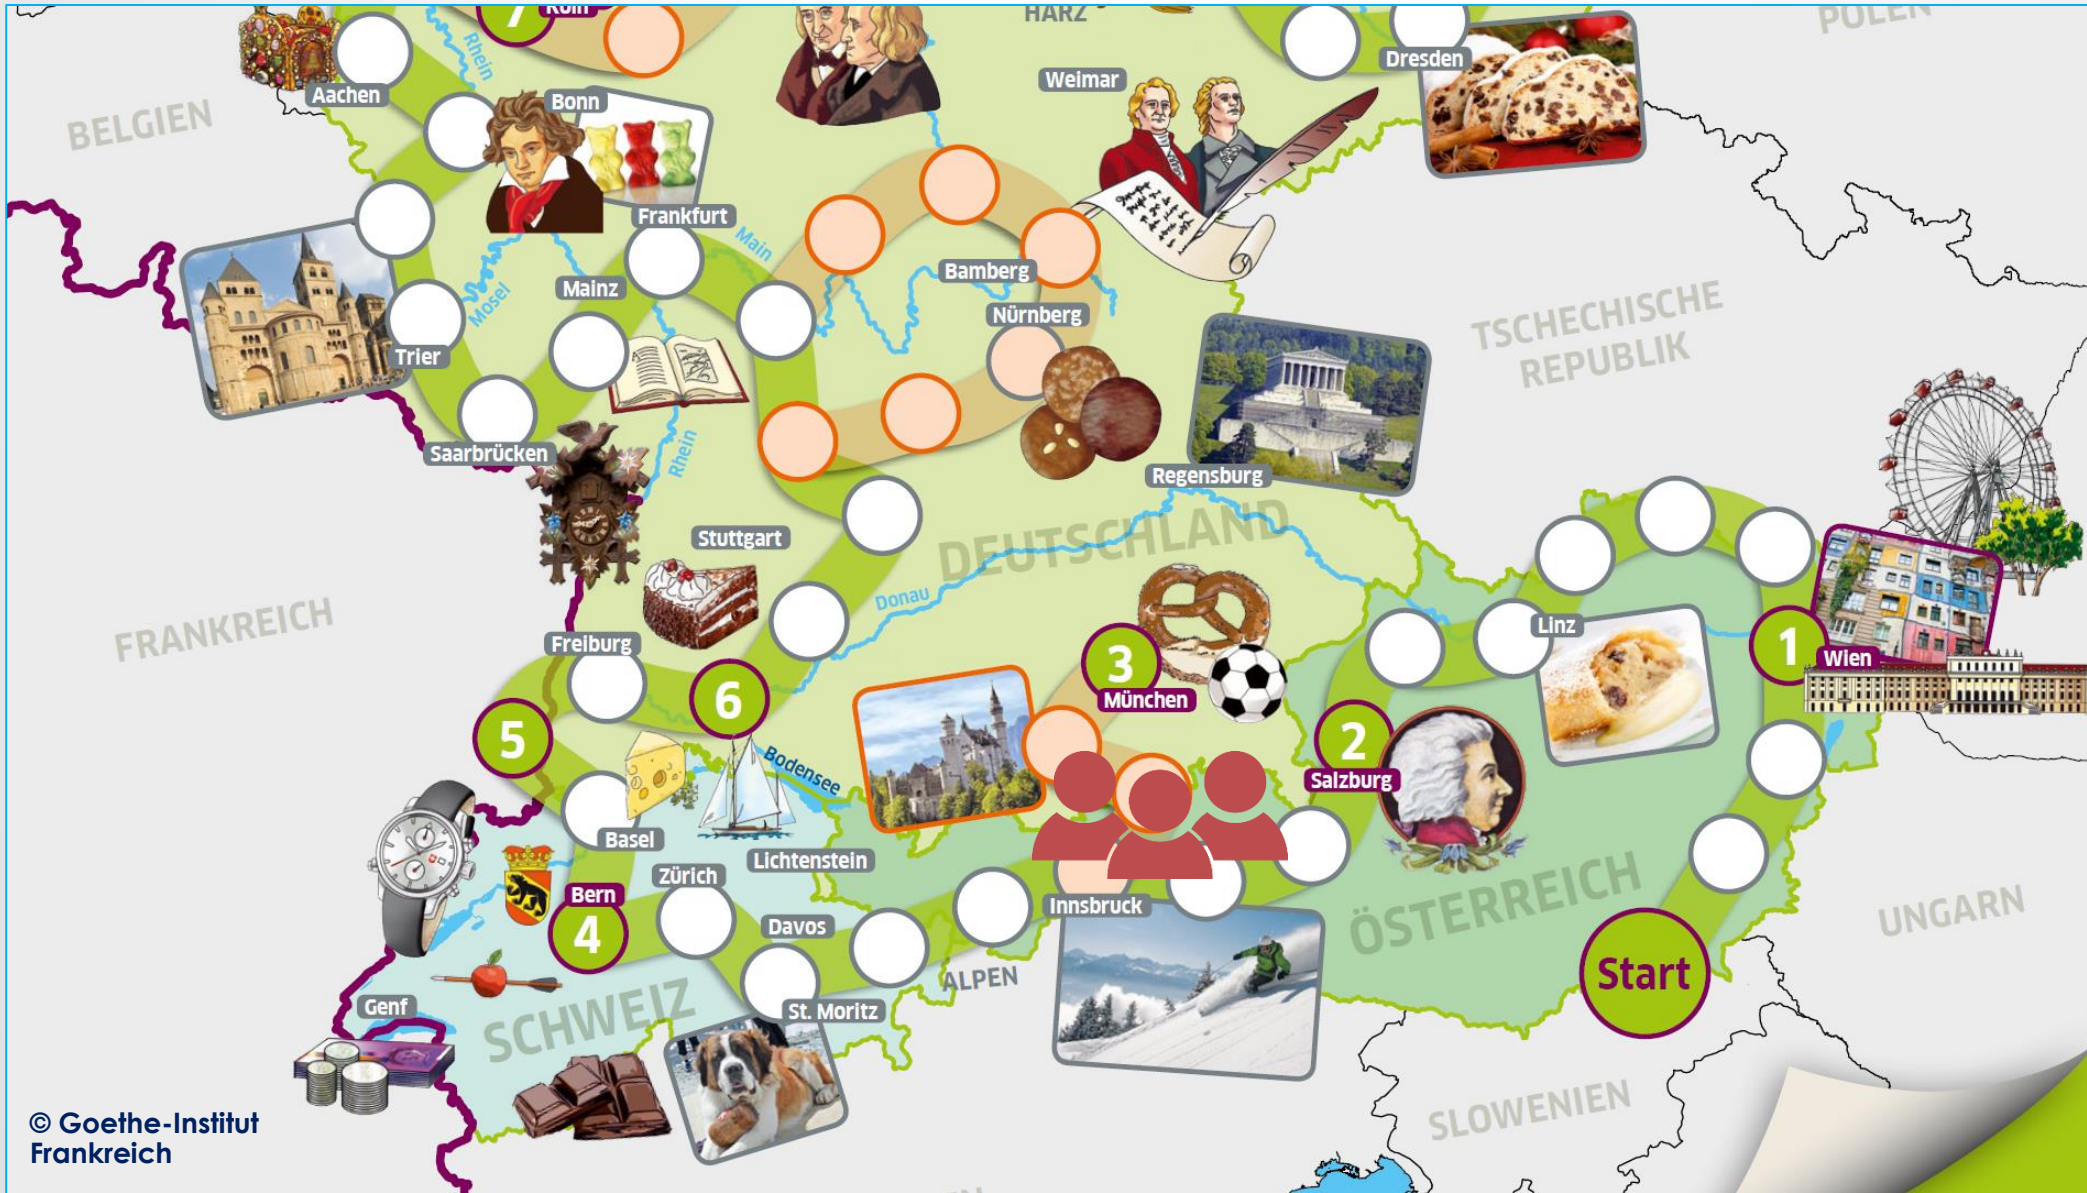 7
Köln
HARZ
POLEN
Rhein
Dresden
Aachen
Weimar
Bonn
BELGIEN
Frankfurt
Main
Bamberg
Mainz
Mosel
Nürnberg
TSCHECHISCHE
REPUBLIK
Trier
Saarbrücken
Rhein
Regensburg
DEUTSCHLAND
Stuttgart
Donau
FRANKREICH
Freiburg
Linz
1
Wien
3
München
6
5
2
Salzburg
Bodensee
Basel
Lichtenstein
Zürich
Bern
4
Innsbruck
ÖSTERREICH
UNGARN
Davos
ALPEN
Start
Genf
SCHWEIZ
St. Moritz
SLOWENIEN
© Goethe-Institut
Frankreich